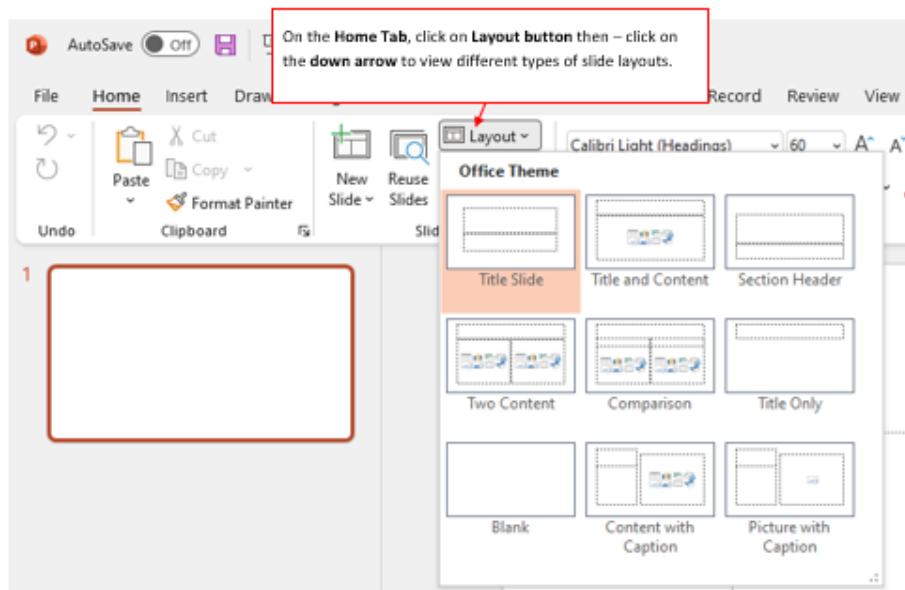 On the Home Tab, click on Layout button then – click on
the down arrow to view different types of slide layouts.
AutoSave Off
File Home Insert Draw Record Review View
Cut
Copy
Format Painter
Paste
New
Slide
Reuse
Slides
Layout
Calibri Light (Headings) 60
Undo Clipboard
1
Office Theme
Title Slide Title and Content Section Header
Two Content Comparison Title Only
Blank Content with
Caption Picture with
Caption